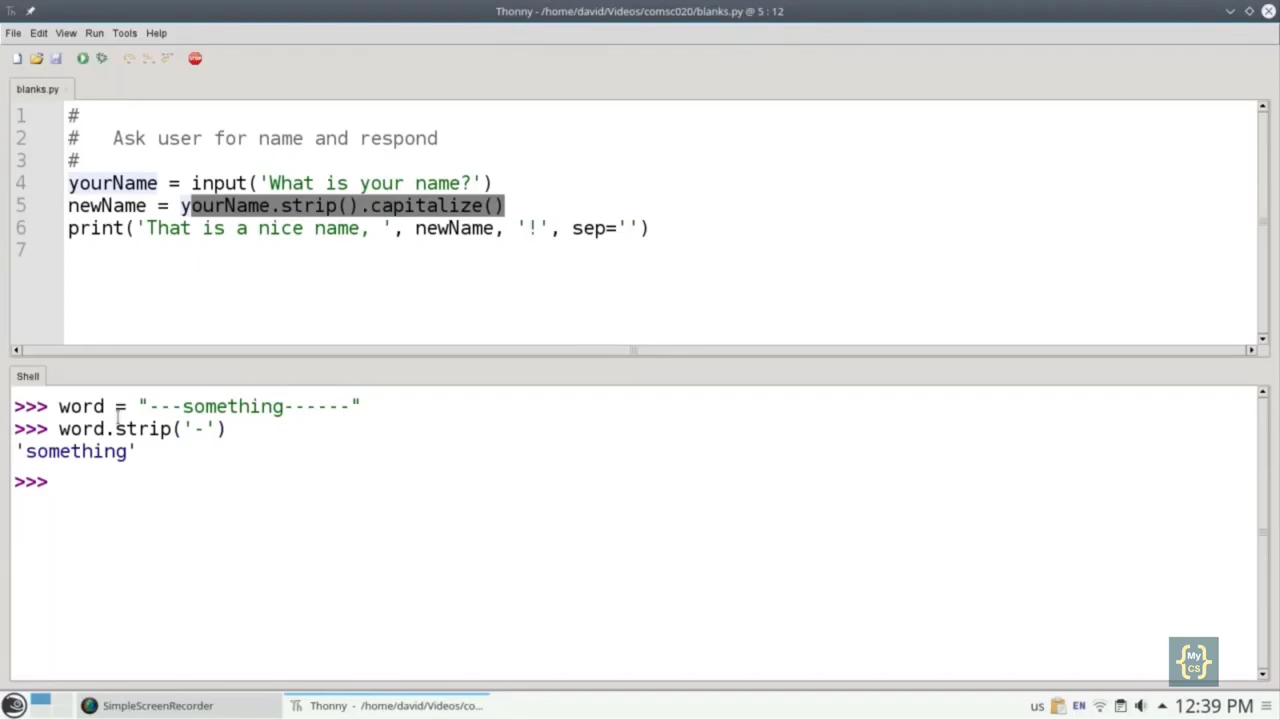 Thonny - /home/david/Videos/comsc020/blanks.py @ 5 : 12
File Edit View Run Tools Help
STOP
blanks.py
1 #
2 #   Ask user for name and respond
3 #
4 yourName = input('What is your name?')
5 newName = yourName.strip().capitalize()
6 print('That is a nice name, ', newName, '!', sep='')
7
Shell
>>> word = "---something------"
>>> word.strip('-')
'something'
>>>
{My CS}
SimpleScreenRecorder
Thonny - /home/david/Videos/co...
us EN 12:39 PM